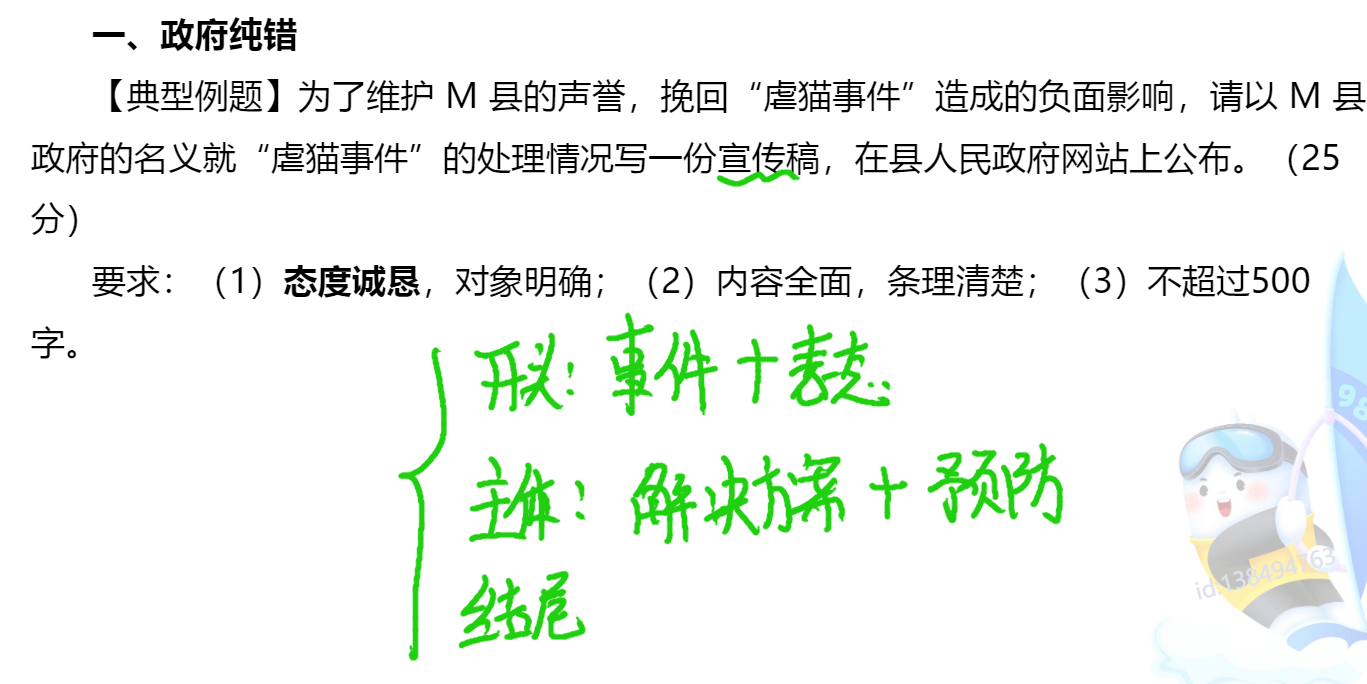 一、政府纯错
【典型例题】为了维护 M 县的声誉，挽回“虐猫事件”造成的负面影响，请以 M 县
政府的名义就“虐猫事件”的处理情况写一份宣传稿，在县人民政府网站上公布。（25
分）
要求：（1）态度诚恳，对象明确；（2）内容全面，条理清楚；（3）不超过500
字。
开头：事件＋表态
主体：解决方案＋预防
结尾
98
id:138494763